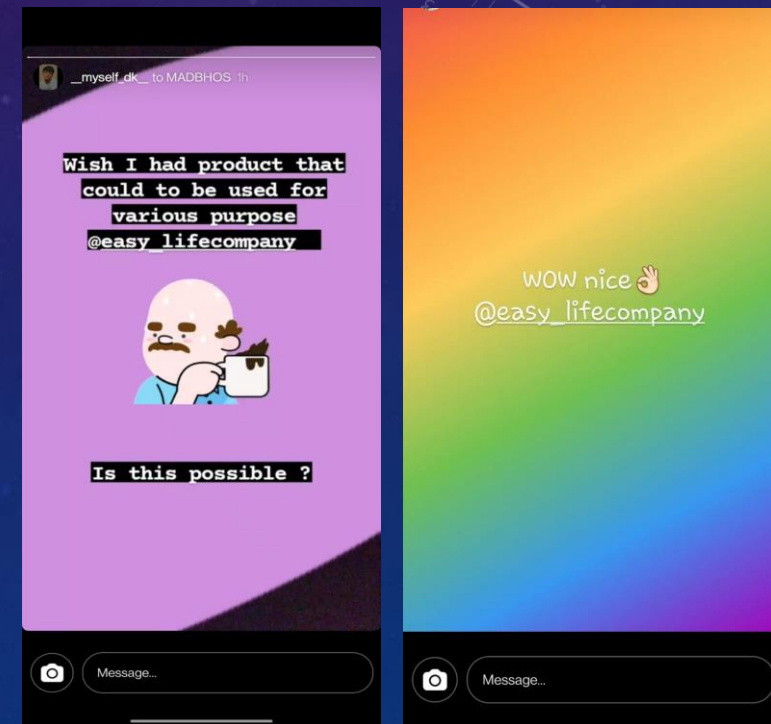 __myself_dk__ to MADBHOS 1h
Wish I had product that
could to be used for
various purpose
@easy_lifecompany
Is this possible ?
Message...
WOW nice👌🏻
@easy_lifecompany
Message...